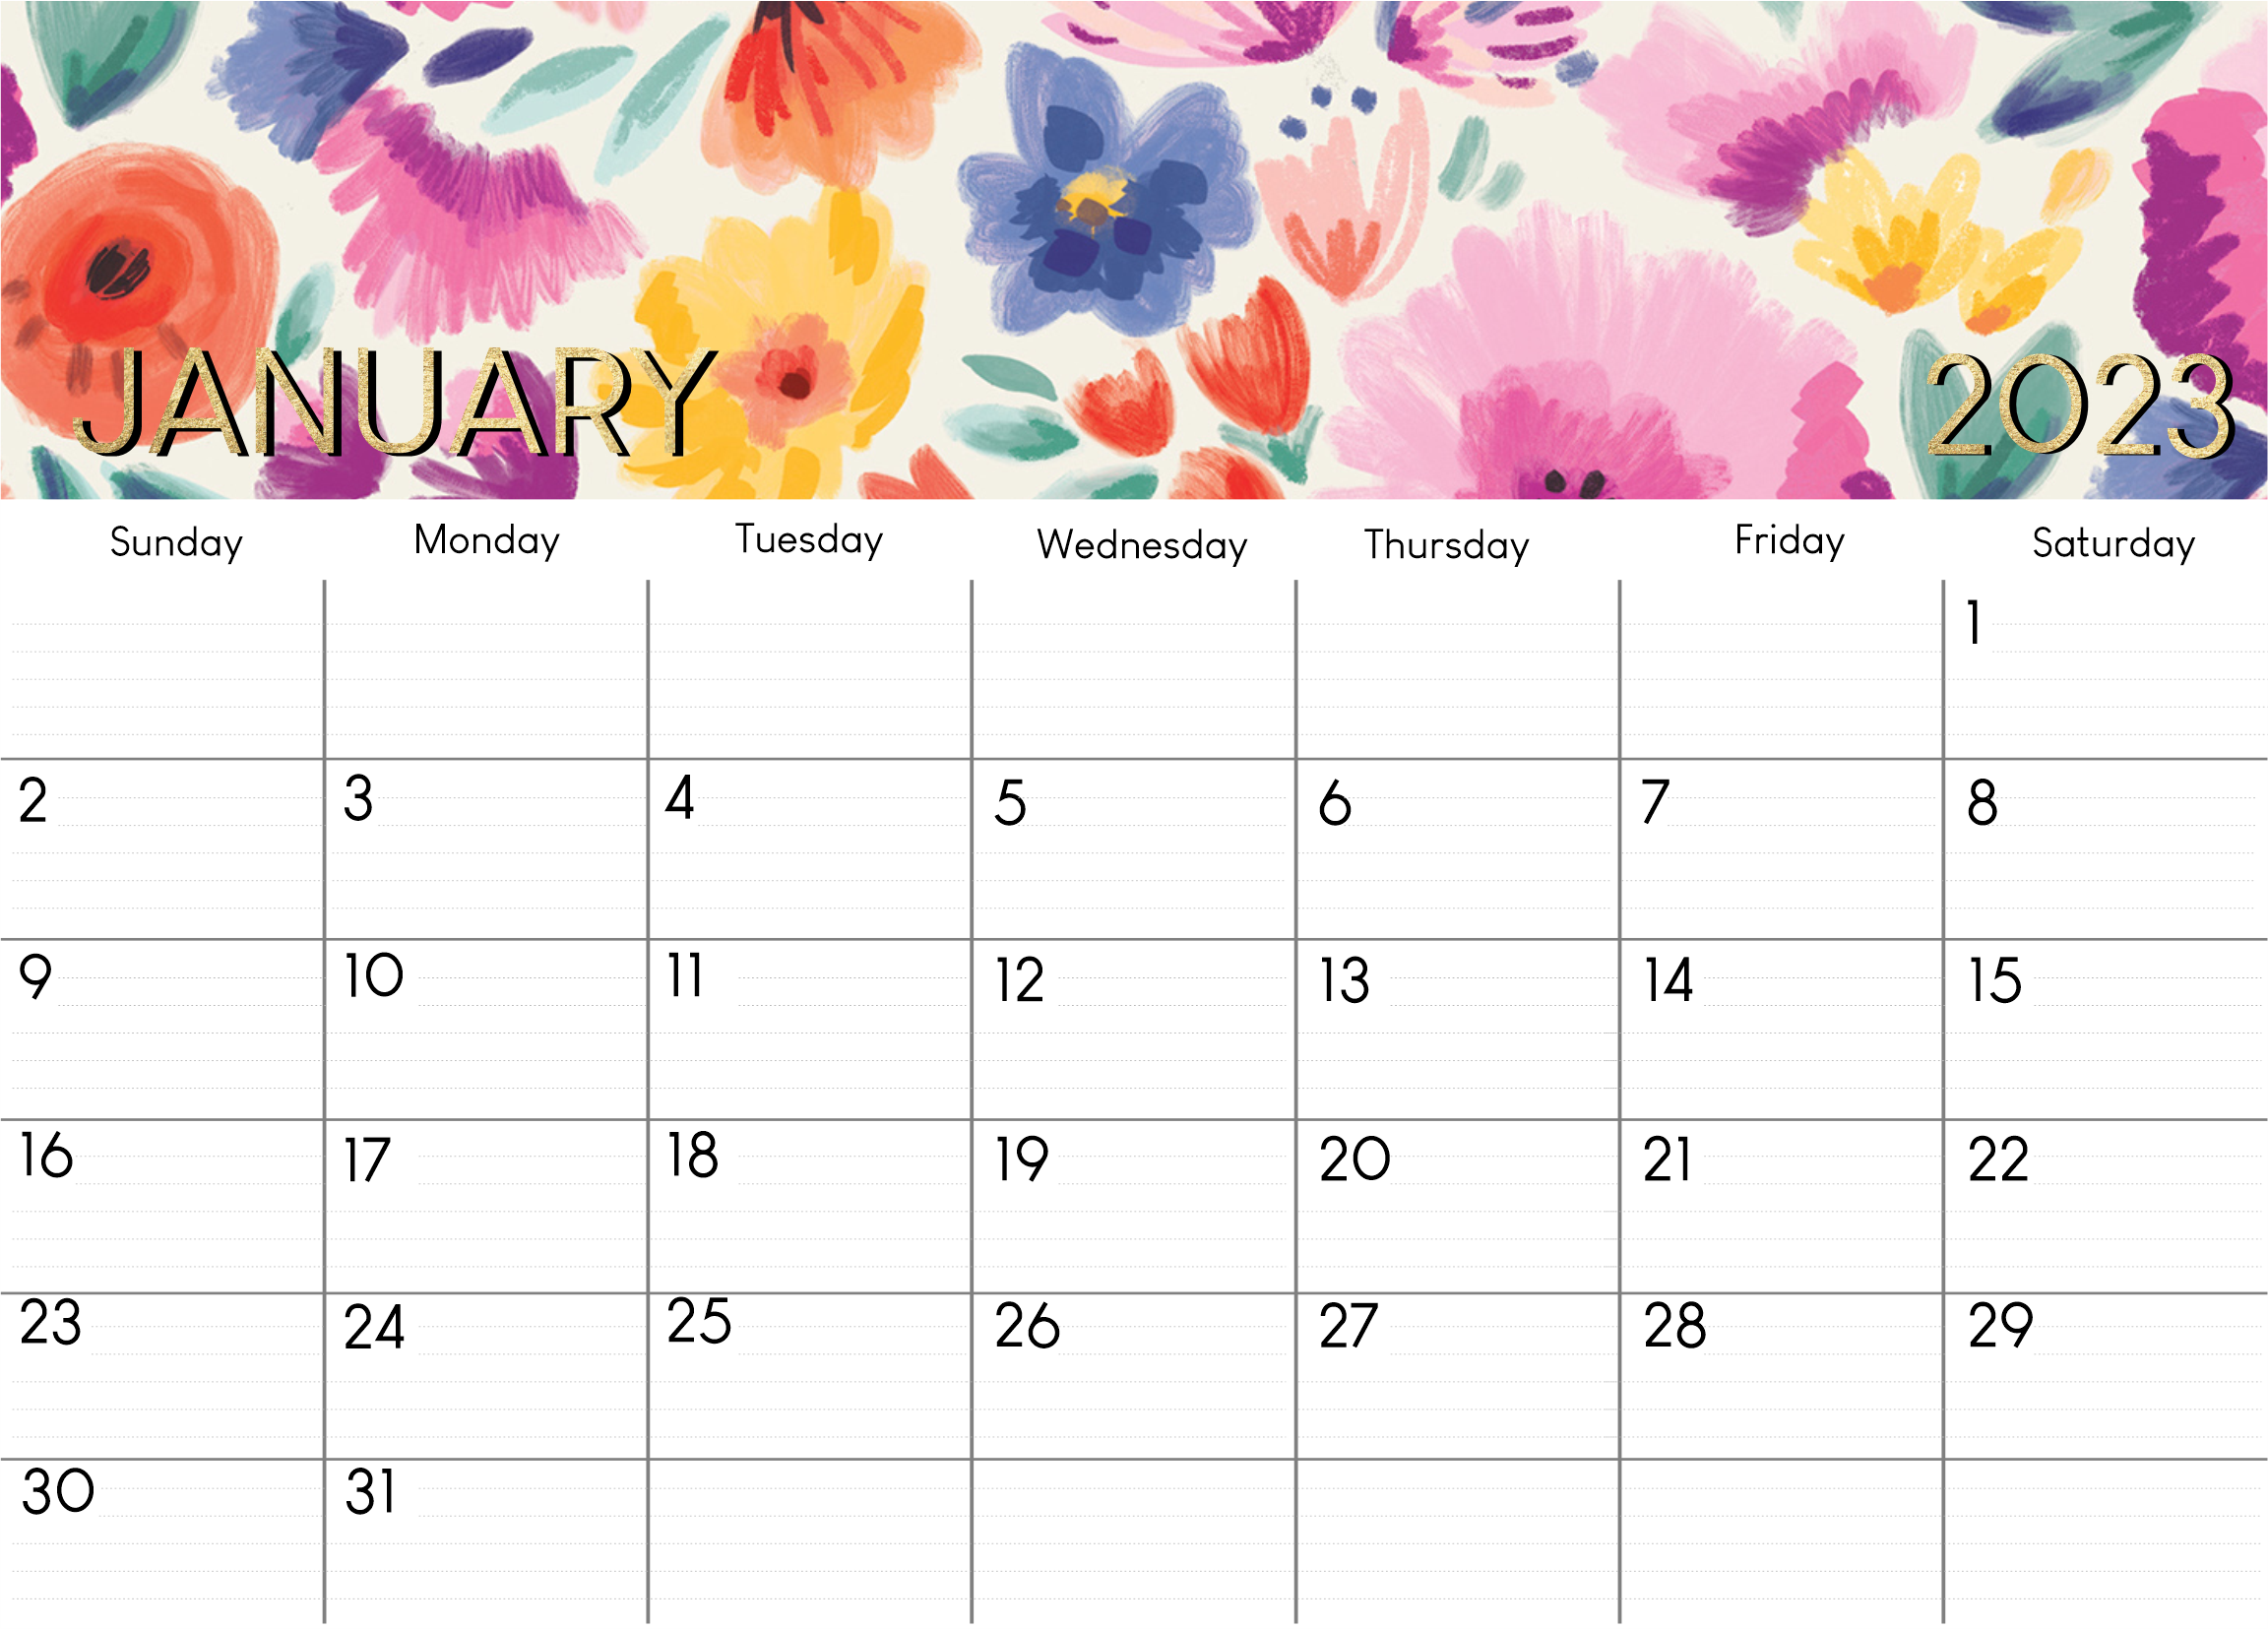 JANUARY 2023
Sunday Monday Tuesday Wednesday Thursday Friday Saturday
1
2 3 4 5 6 7 8
9 10 11 12 13 14 15
16 17 18 19 20 21 22
23 24 25 26 27 28 29
30 31